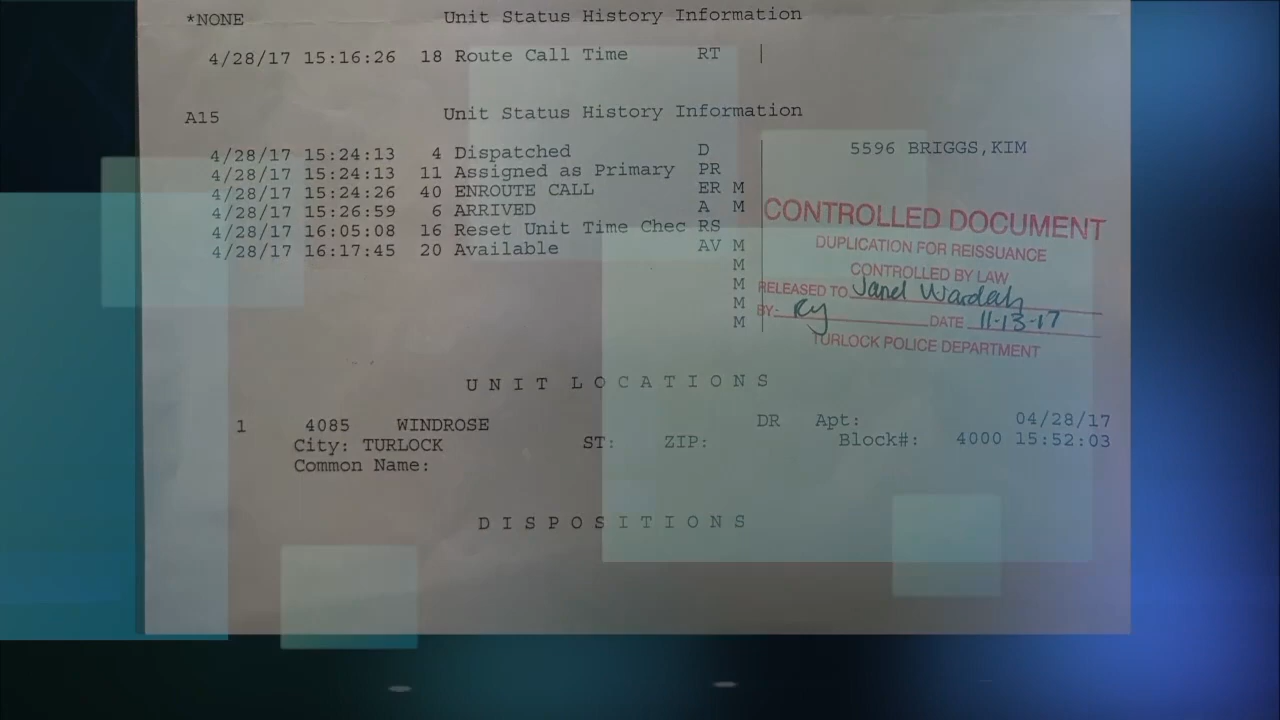 *NONE Unit Status History Information
4/28/17 15:16:26 18 Route Call Time RT
A15 Unit Status History Information
4/28/17 15:24:13 4 Dispatched D 5596 BRIGGS,KIM
4/28/17 15:24:13 11 Assigned as Primary PR
4/28/17 15:24:26 40 ENROUTE CALL ER M
4/28/17 15:26:59 6 ARRIVED A M
4/28/17 16:05:08 16 Reset Unit Time Chec RS
4/28/17 16:17:45 20 Available AV M
M
M
M
M
CONTROLLED DOCUMENT
DUPLICATION FOR REISSUANCE
CONTROLLED BY LAW
RELEASED TO Janel Wardah
BY: Ry DATE 11-13-17
TURLOCK POLICE DEPARTMENT
UNIT LOCATIONS
1 4085 WINDROSE DR Apt: 04/28/17
City: TURLOCK ST: ZIP: Block#: 4000 15:52:03
Common Name:
DISPOSITIONS